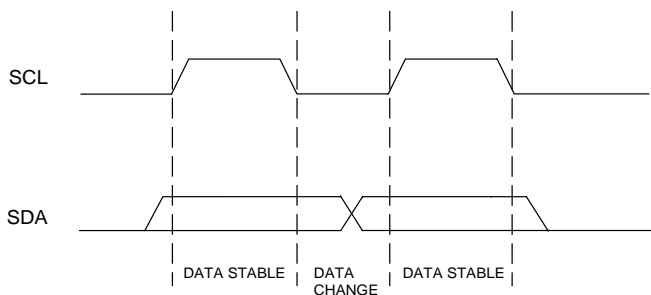 SCL
SDA
DATA STABLE
DATA
CHANGE
DATA STABLE